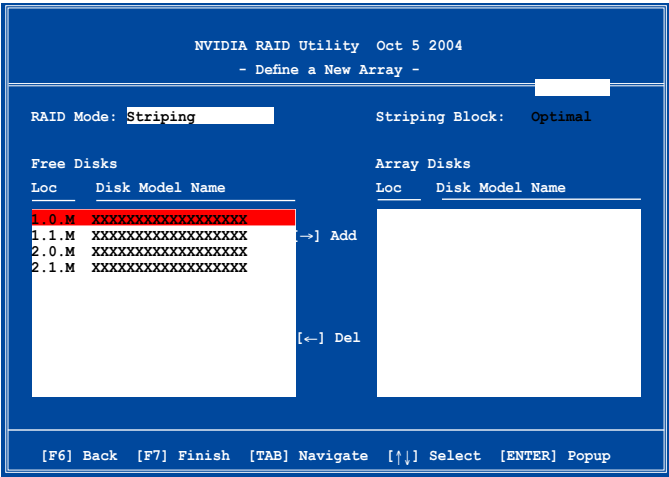 NVIDIA RAID Utility Oct 5 2004
- Define a New Array -
RAID Mode: Striping
Striping Block: Optimal
Free Disks
Array Disks
Loc Disk Model Name
Loc Disk Model Name
1.0.M XXXXXXXXXXXXXXXXXX
1.1.M XXXXXXXXXXXXXXXXXX
2.0.M XXXXXXXXXXXXXXXXXX
2.1.M XXXXXXXXXXXXXXXXXX
[→] Add
[←] Del
[F6] Back [F7] Finish [TAB] Navigate [↑↓] Select [ENTER] Popup